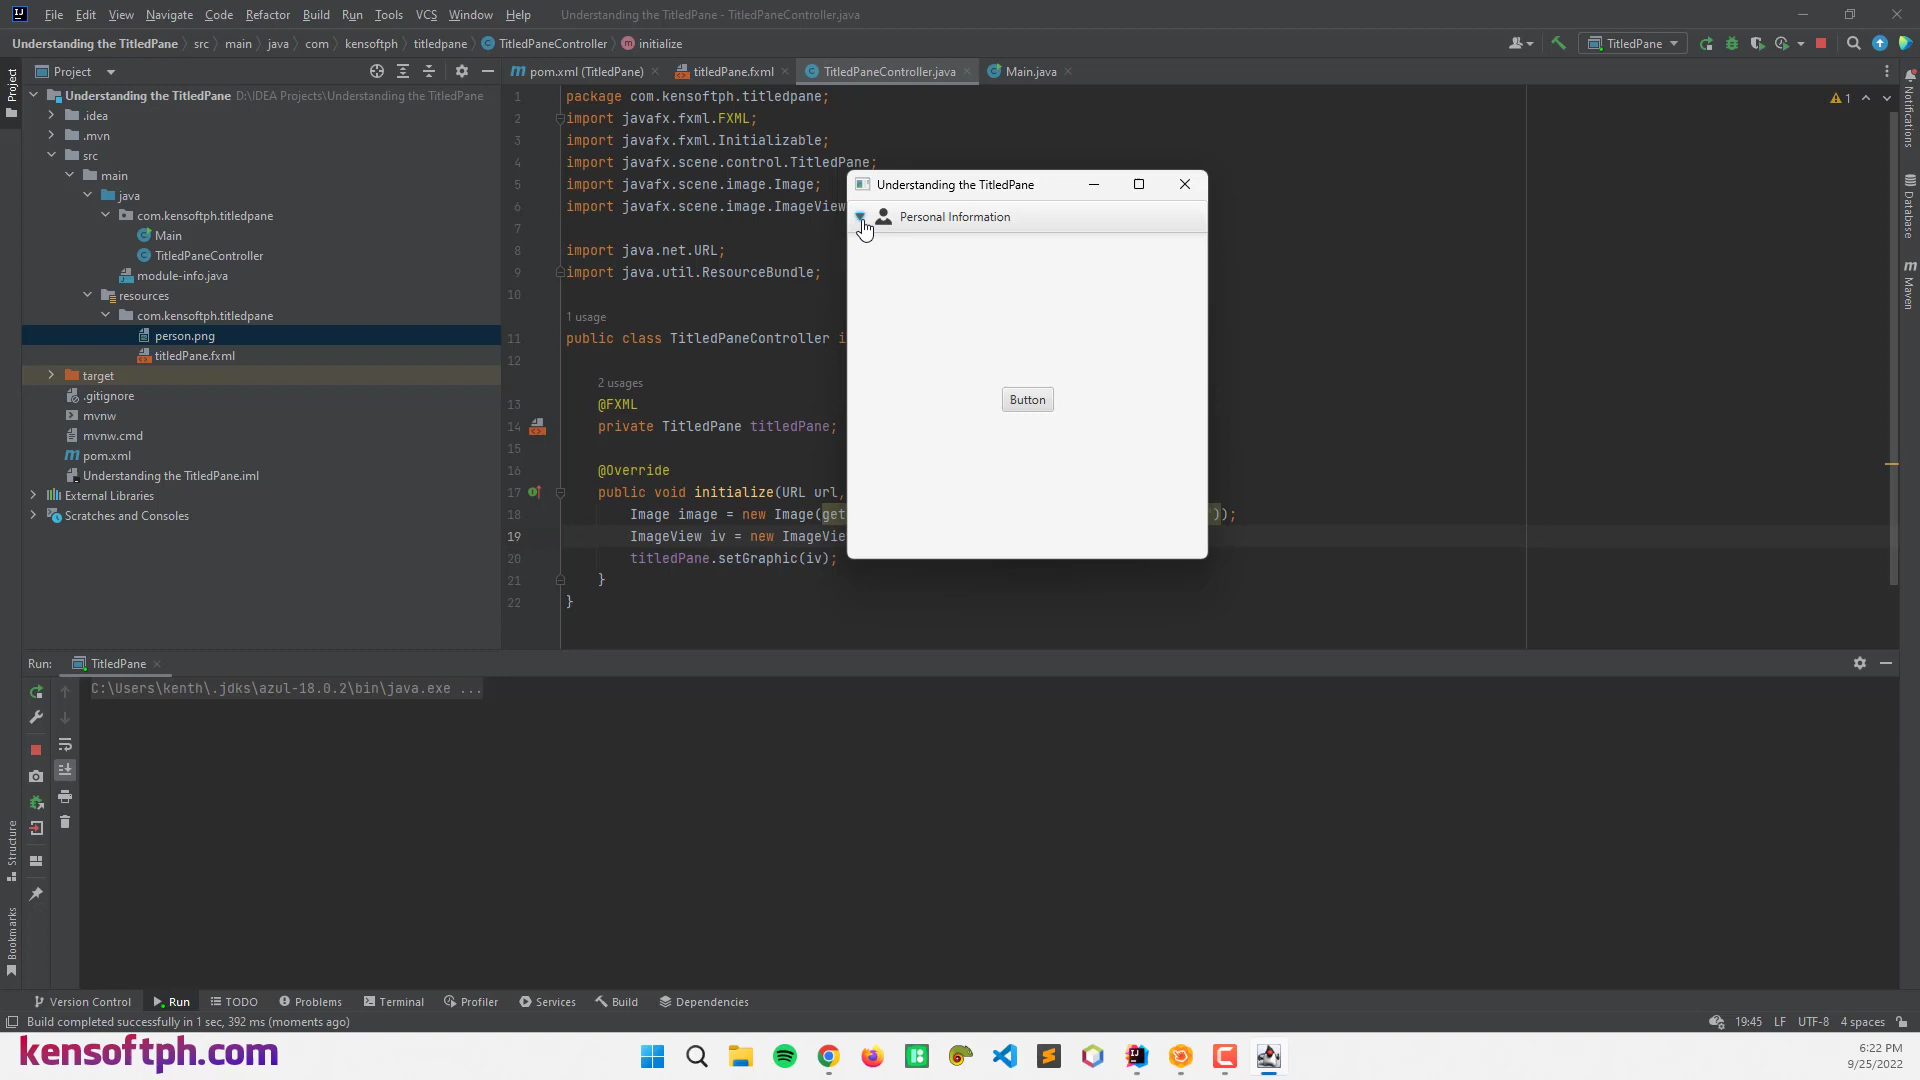 File Edit View Navigate Code Refactor Build Run Tools VCS Window Help Understanding the TitledPane - TitledPaneController.java
Understanding the TitledPane src main java com kensoftph titledpane TitledPaneController initialize TitledPane
Project
pom.xml (TitledPane) titledPane.fxml TitledPaneController.java Main.java
Project
Understanding the TitledPane D:\IDEA Projects\Understanding the TitledPane
.idea
.mvn
src
main
java
com.kensoftph.titledpane
Main
TitledPaneController
module-info.java
resources
com.kensoftph.titledpane
person.png
titledPane.fxml
target
.gitignore
mvnw
mvnw.cmd
pom.xml
Understanding the TitledPane.iml
External Libraries
Scratches and Consoles
1 package com.kensoftph.titledpane;
2 import javafx.fxml.FXML;
3 import javafx.fxml.Initializable;
4 import javafx.scene.control.TitledPane;
5 import javafx.scene.image.Image;
6 import javafx.scene.image.ImageView
7
8 import java.net.URL;
9 import java.util.ResourceBundle;
10
1 usage
11 public class TitledPaneController i
12
2 usages
13 @FXML
14 private TitledPane titledPane;
15
16 @Override
17 public void initialize(URL url,
18 Image image = new Image(get "));
19 ImageView iv = new ImageVie
20 titledPane.setGraphic(iv);
21 }
22 }
1
Understanding the TitledPane
Personal Information
Button
Notifications
Database
m
Maven
Run: TitledPane
C:\Users\kenth\.jdks\azul-18.0.2\bin\java.exe ...
Structure
Bookmarks
Version Control Run TODO Problems Terminal Profiler Services Build Dependencies
Build completed successfully in 1 sec, 392 ms (moments ago) 19:45 LF UTF-8 4 spaces
kensoftph.com
6:22 PM
9/25/2022